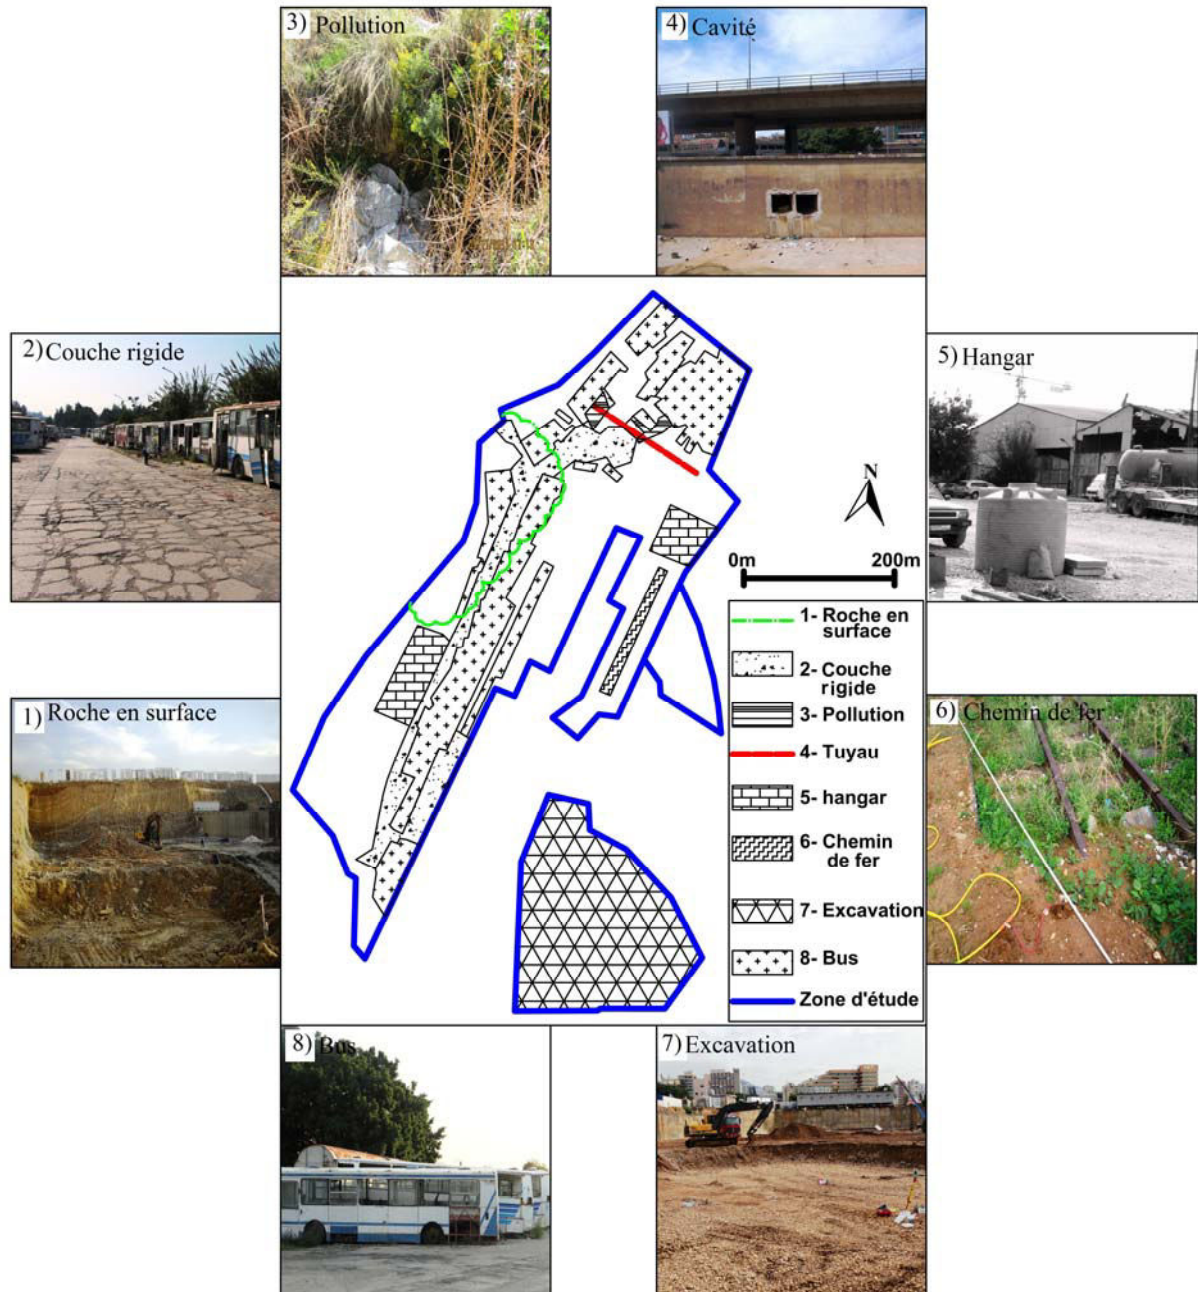 3) Pollution
4) Cavité
2) Couche rigide
5) Hangar
N
0m 200m
1- Roche en
surface
2- Couche
rigide
3- Pollution
4- Tuyau
5- hangar
6- Chemin
de fer
7- Excavation
8- Bus
Zone d'étude
1) Roche en surface
6) Chemin de fer
8) Bus
7) Excavation